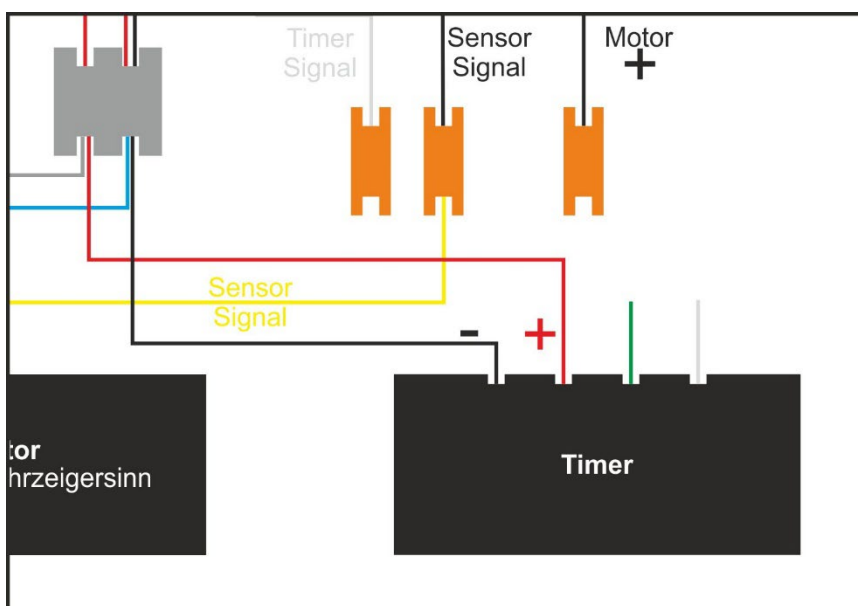 Timer
Signal
Sensor
Signal
Motor
+
Sensor
Signal
- +
tor
hrzeigersinn
Timer